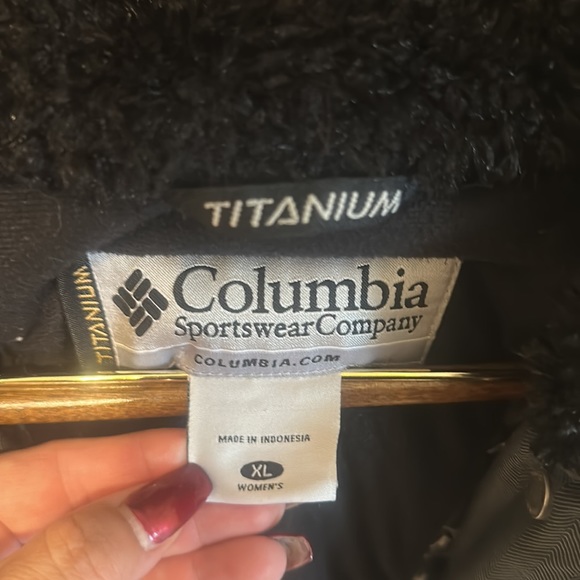 TITANIUM
TITANIUM
Columbia
Sportswear Company
COLUMBIA.COM
MADE IN INDONESIA
XL
WOMEN'S